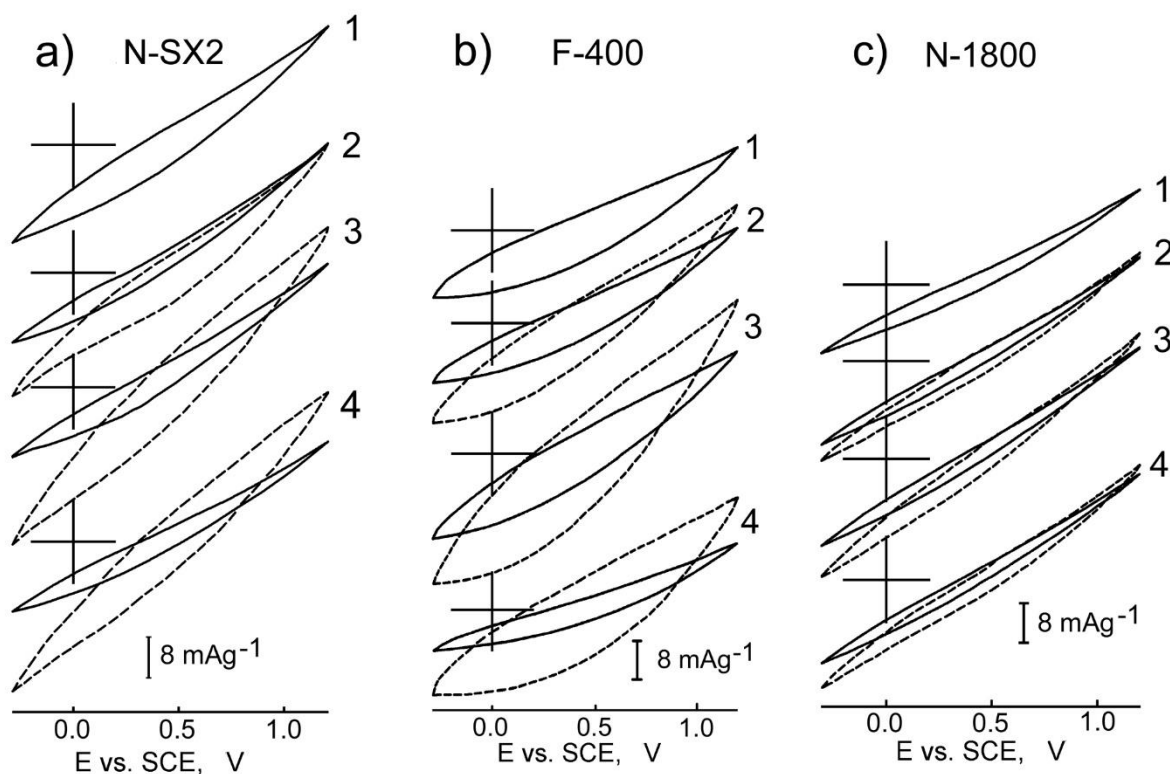 a) N-SX2
1
2
3
4
8 mAg⁻¹
0.0 0.5 1.0
E vs. SCE, V
b) F-400
1
2
3
4
8 mAg⁻¹
0.0 0.5 1.0
E vs. SCE, V
c) N-1800
1
2
3
4
8 mAg⁻¹
0.0 0.5 1.0
E vs. SCE, V